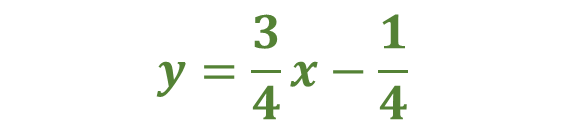 y = 3/4 x − 1/4